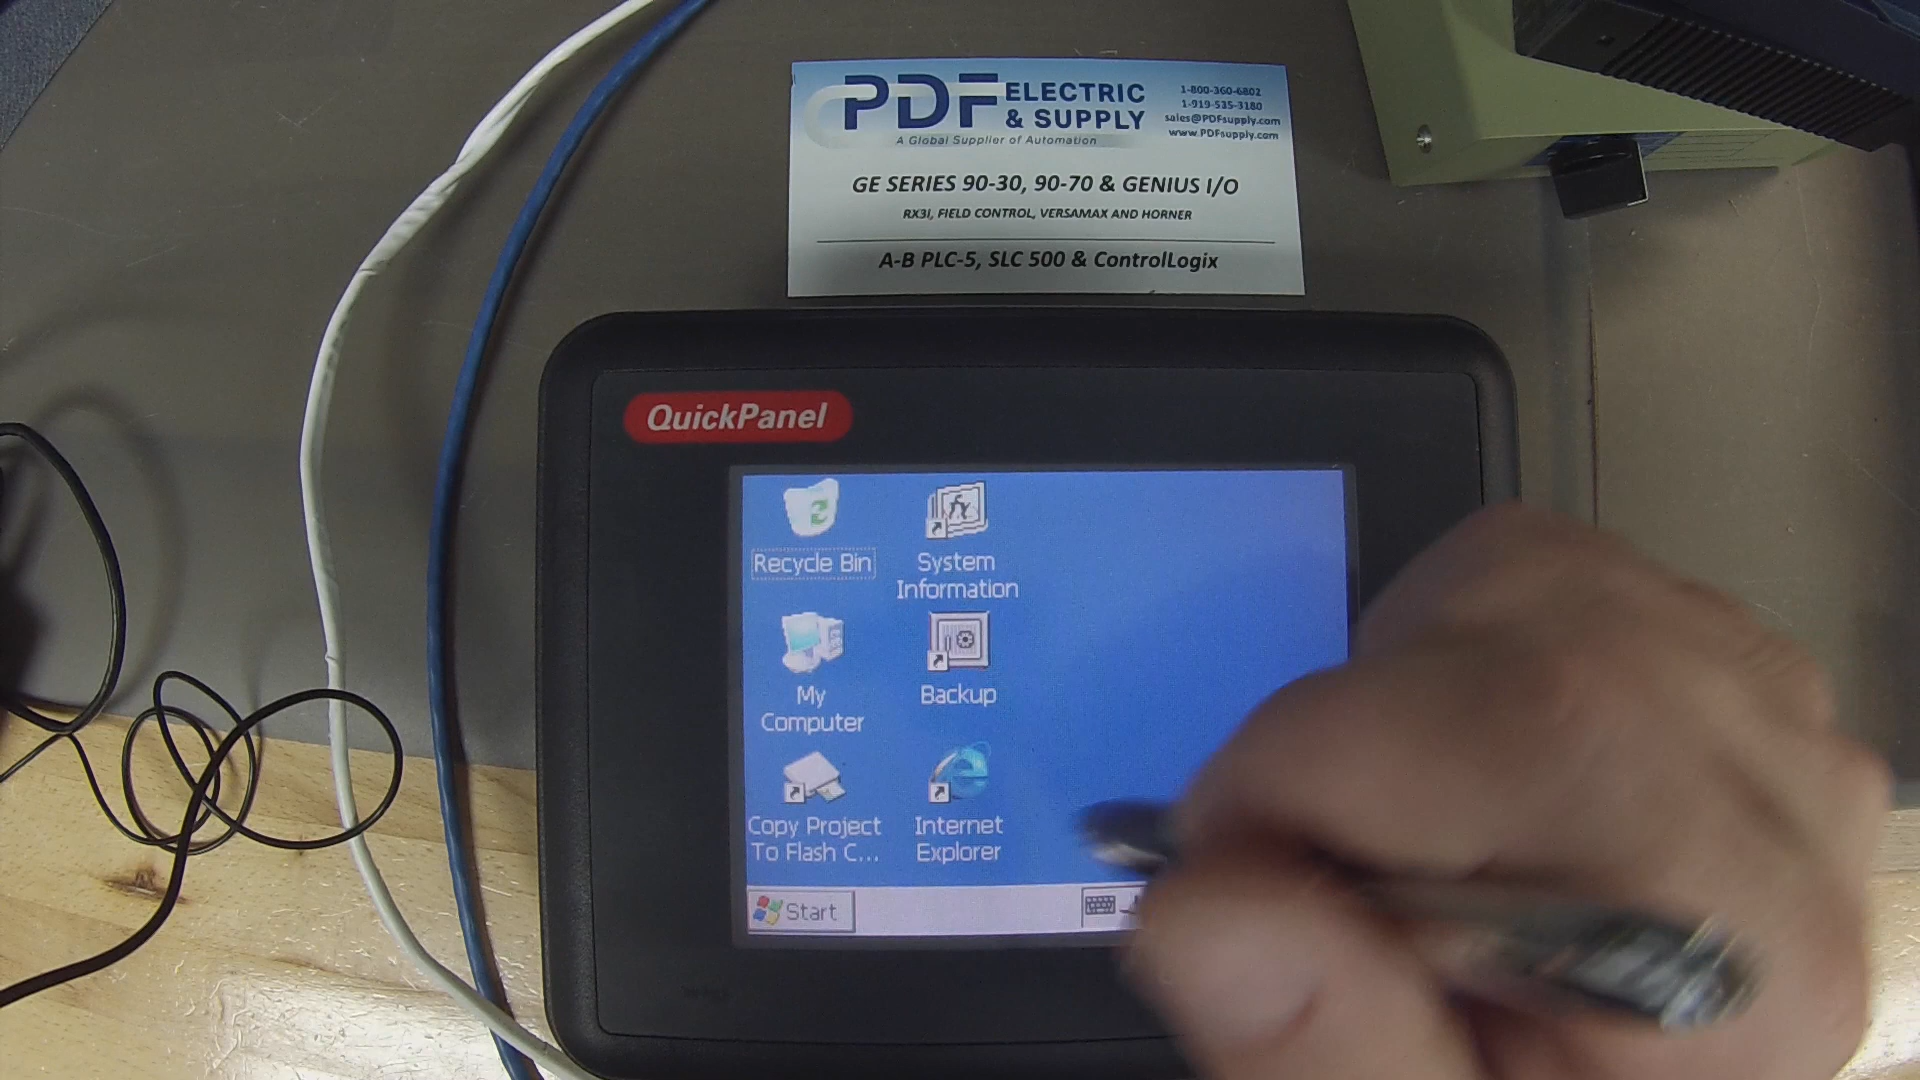 PDF ELECTRIC
& SUPPLY
A Global Supplier of Automation
1-800-360-6802
1-919-535-3180
sales@PDFsupply.com
www.PDFsupply.com
GE SERIES 90-30, 90-70 & GENIUS I/O
RX3I, FIELD CONTROL, VERSAMAX AND HORNER
A-B PLC-5, SLC 500 & ControlLogix
QuickPanel
Recycle Bin
System
Information
My
Computer
Backup
Copy Project
To Flash C...
Internet
Explorer
Start